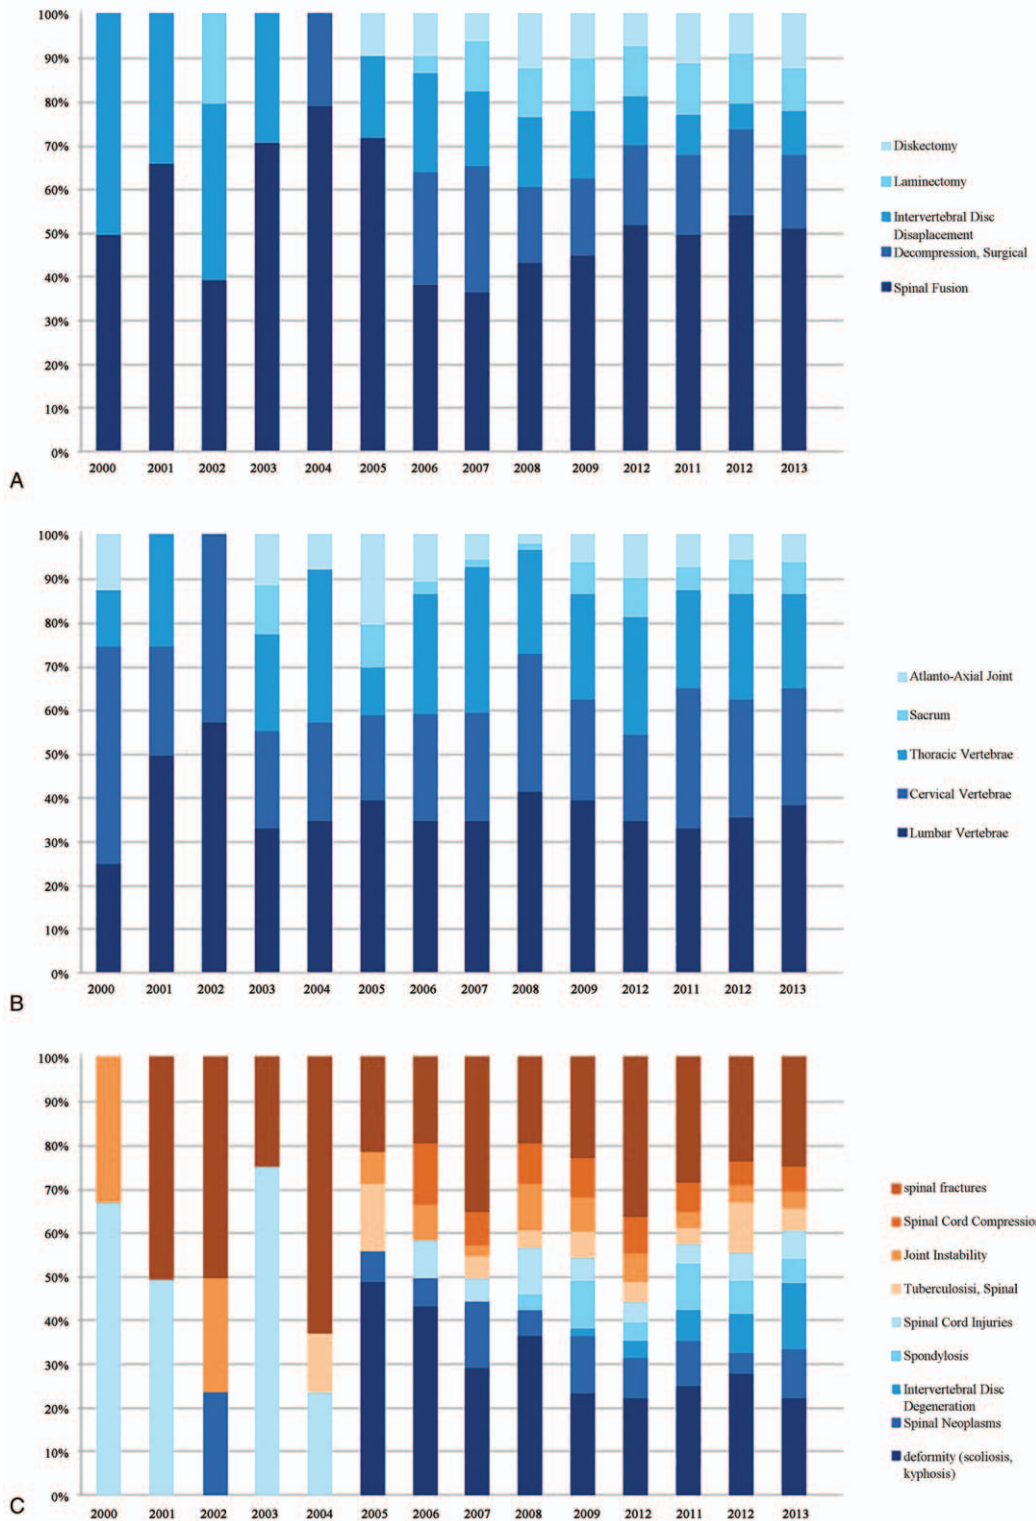 100%
90%
80%
70%
60%
50%
40%
30%
20%
10%
0%
2000 2001 2002 2003 2004 2005 2006 2007 2008 2009 2012 2011 2012 2013
Diskectomy
Laminectomy
Intervertebral Disc
Disaplacement
Decompression, Surgical
Spinal Fusion
A
100%
90%
80%
70%
60%
50%
40%
30%
20%
10%
0%
2000 2001 2002 2003 2004 2005 2006 2007 2008 2009 2012 2011 2012 2013
Atlanto-Axial Joint
Sacrum
Thoracic Vertebrae
Cervical Vertebrae
Lumbar Vertebrae
B
100%
90%
80%
70%
60%
50%
40%
30%
20%
10%
0%
2000 2001 2002 2003 2004 2005 2006 2007 2008 2009 2012 2011 2012 2013
spinal fractures
Spinal Cord Compression
Joint Instability
Tuberculosisi, Spinal
Spinal Cord Injuries
Spondylosis
Intervertebral Disc
Degeneration
Spinal Neoplasms
deformity (scoliosis,
kyphosis)
C